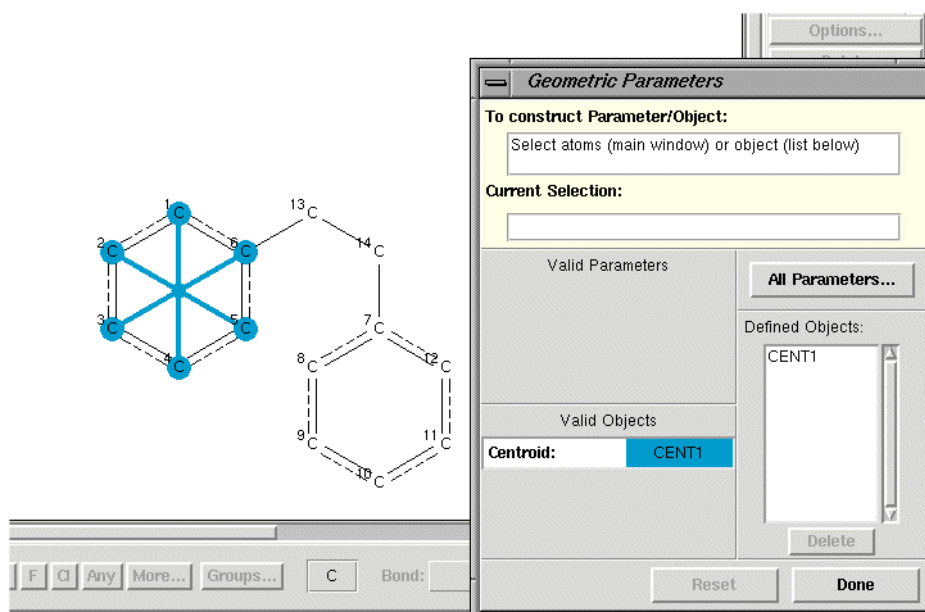 Options...
Geometric Parameters
To construct Parameter/Object:
Select atoms (main window) or object (list below)
Current Selection:
Valid Parameters
All Parameters...
Defined Objects:
CENT1
Valid Objects
Centroid: CENT1
Delete
Reset Done
1 C
2 C
3 C
4 C
5 C
6 C
13 C
14 C
7 C
8 C
12 C
9 C
11 C
10 C
F Cl Any More... Groups... C Bond: